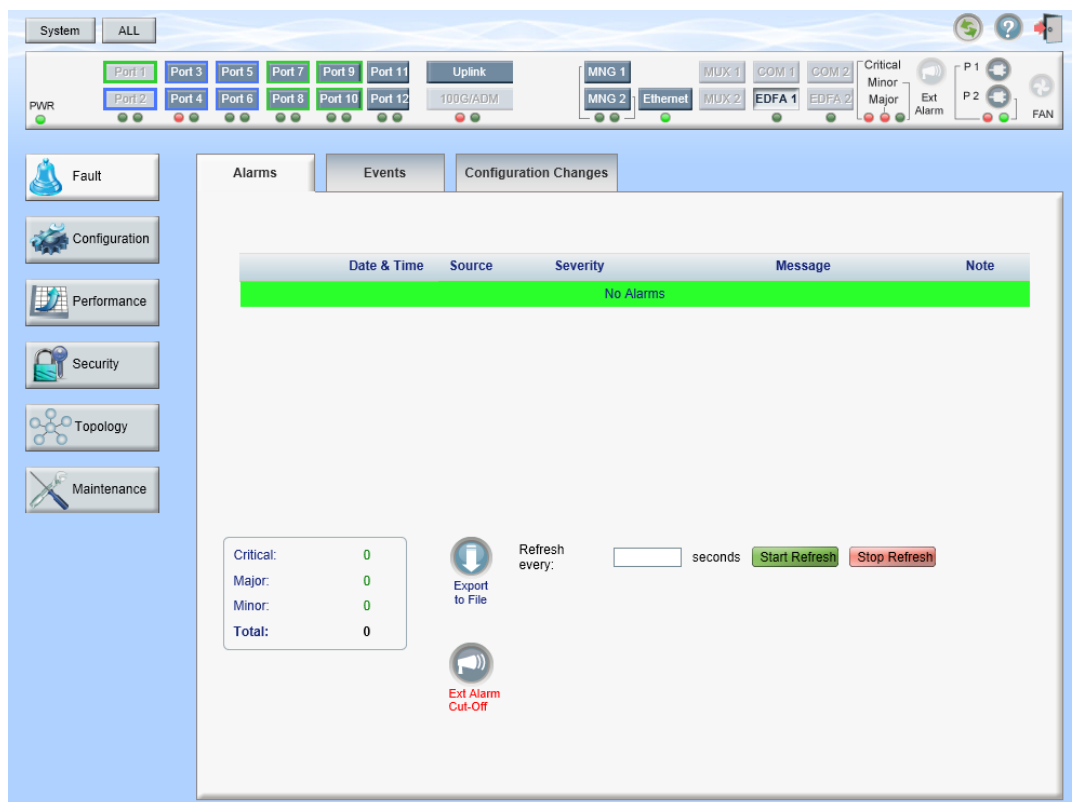 System ALL
Port 1 Port 3 Port 5 Port 7 Port 9 Port 11 Uplink MNG 1 MUX 1 COM 1 COM 2 Critical P 1
Minor
PWR Port 2 Port 4 Port 6 Port 8 Port 10 Port 12 100G/ADM MNG 2 Ethernet MUX 2 EDFA 1 EDFA 2 Major Ext Alarm P 2 FAN
Fault
Alarms Events Configuration Changes
Configuration
Date & Time Source Severity Message Note
No Alarms
Performance
Security
Topology
Maintenance
Critical: 0
Major: 0
Minor: 0
Total: 0
Export
to File
Refresh
every: seconds Start Refresh Stop Refresh
Ext Alarm
Cut-Off